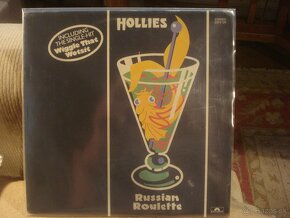 HOLLIES
INCLUDING
THE SINGLE-HIT
Wiggle That
Wotsit
Russian
Roulette